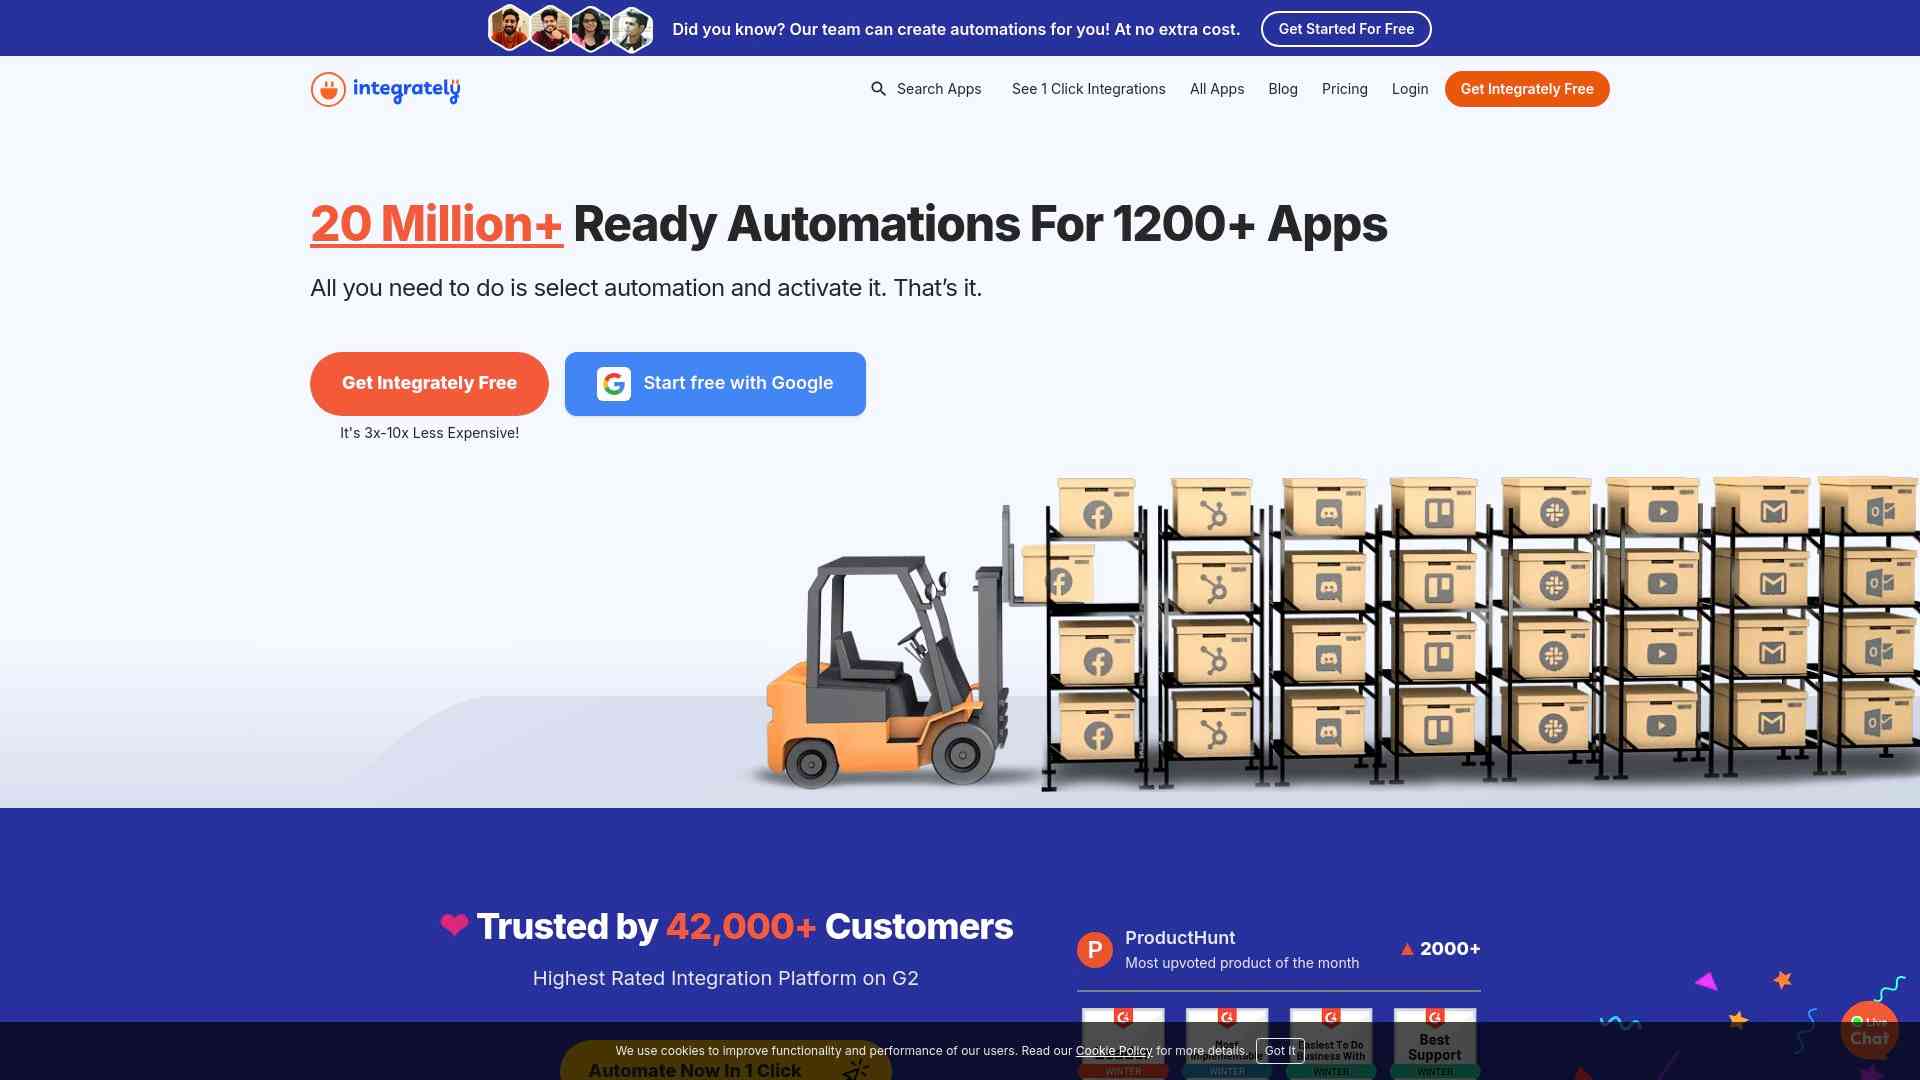 Did you know? Our team can create automations for you! At no extra cost.
Get Started For Free
integrately
Search Apps
See 1 Click Integrations
All Apps
Blog
Pricing
Login
Get Integrately Free
20 Million+ Ready Automations For 1200+ Apps
All you need to do is select automation and activate it. That’s it.
Get Integrately Free
Start free with Google
It's 3x-10x Less Expensive!
❤ Trusted by 42,000+ Customers
Highest Rated Integration Platform on G2
P
ProductHunt
Most upvoted product of the month
2000+
Most
Implementable
Easiest To Do
Business With
Best
Support
WINTER
WINTER
WINTER
WINTER
Automate Now In 1 Click
We use cookies to improve functionality and performance of our users. Read our Cookie Policy for more details.
Got It
Live
Chat